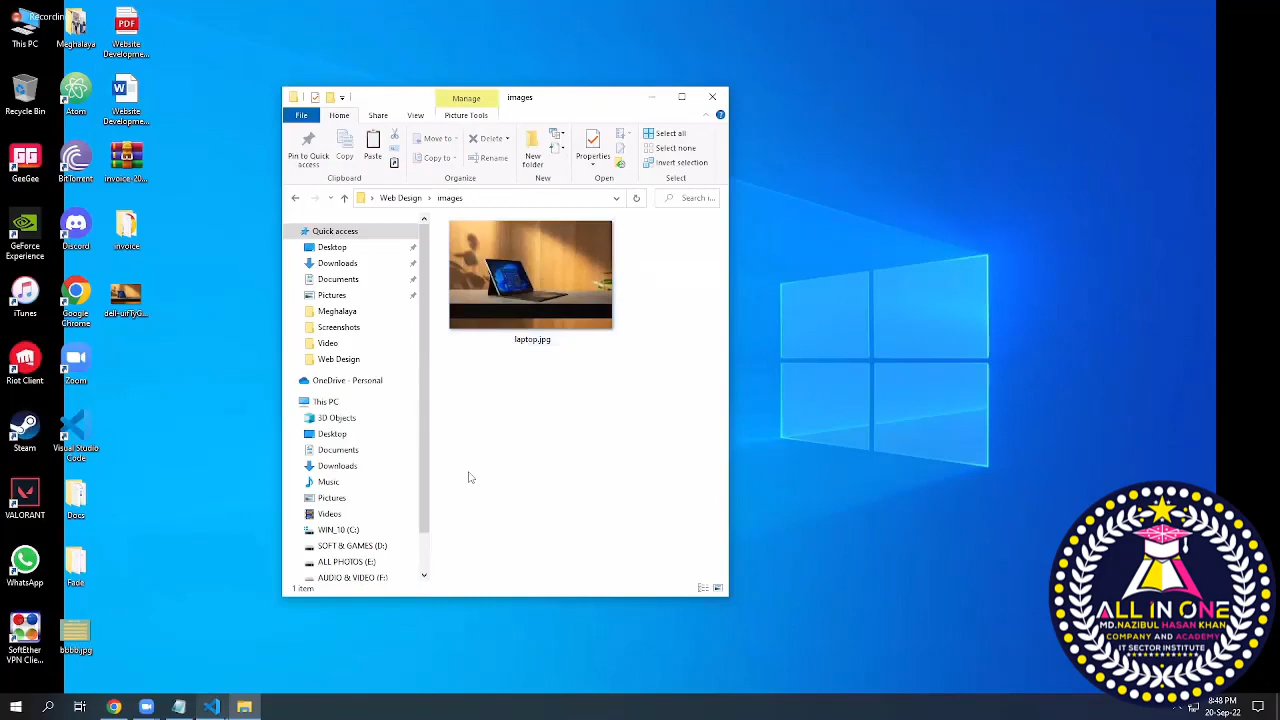 Recording
This PC
Meghalaya
Website
Developme...
Recycle Bin
Atom
Website
Developme...
GeeGee
BitTorrent
invoice-20...
GeForce
Experience
Discord
invoice
iTunes
Google
Chrome
dell-uifTyG...
Riot Client
Zoom
Steam
Visual Studio
Code
VALORANT
Docs
WhatsApp
Fade
SoftEther
VPN Clie...
bbbb.jpg
Manage
images
File
Home
Share
View
Picture Tools
Pin to Quick
access
Copy
Paste
Clipboard
Move to
Copy to
Delete
Rename
Organize
New
folder
New
Properties
Open
Select all
Select none
Invert selection
Select
Web Design
images
Search i...
Quick access
Desktop
Downloads
Documents
Pictures
Meghalaya
Screenshots
Video
Web Design
OneDrive - Personal
This PC
3D Objects
Desktop
Documents
Downloads
Music
Pictures
Videos
WIN_10 (C:)
SOFT & GAMES (D:)
ALL PHOTOS (E:)
AUDIO & VIDEO (F:)
laptop.jpg
1 item
ALL IN ONE
MD.NAZIBUL HASAN KHAN
COMPANY AND ACADEMY
IT SECTOR INSTITUTE
8:48 PM
20-Sep-22